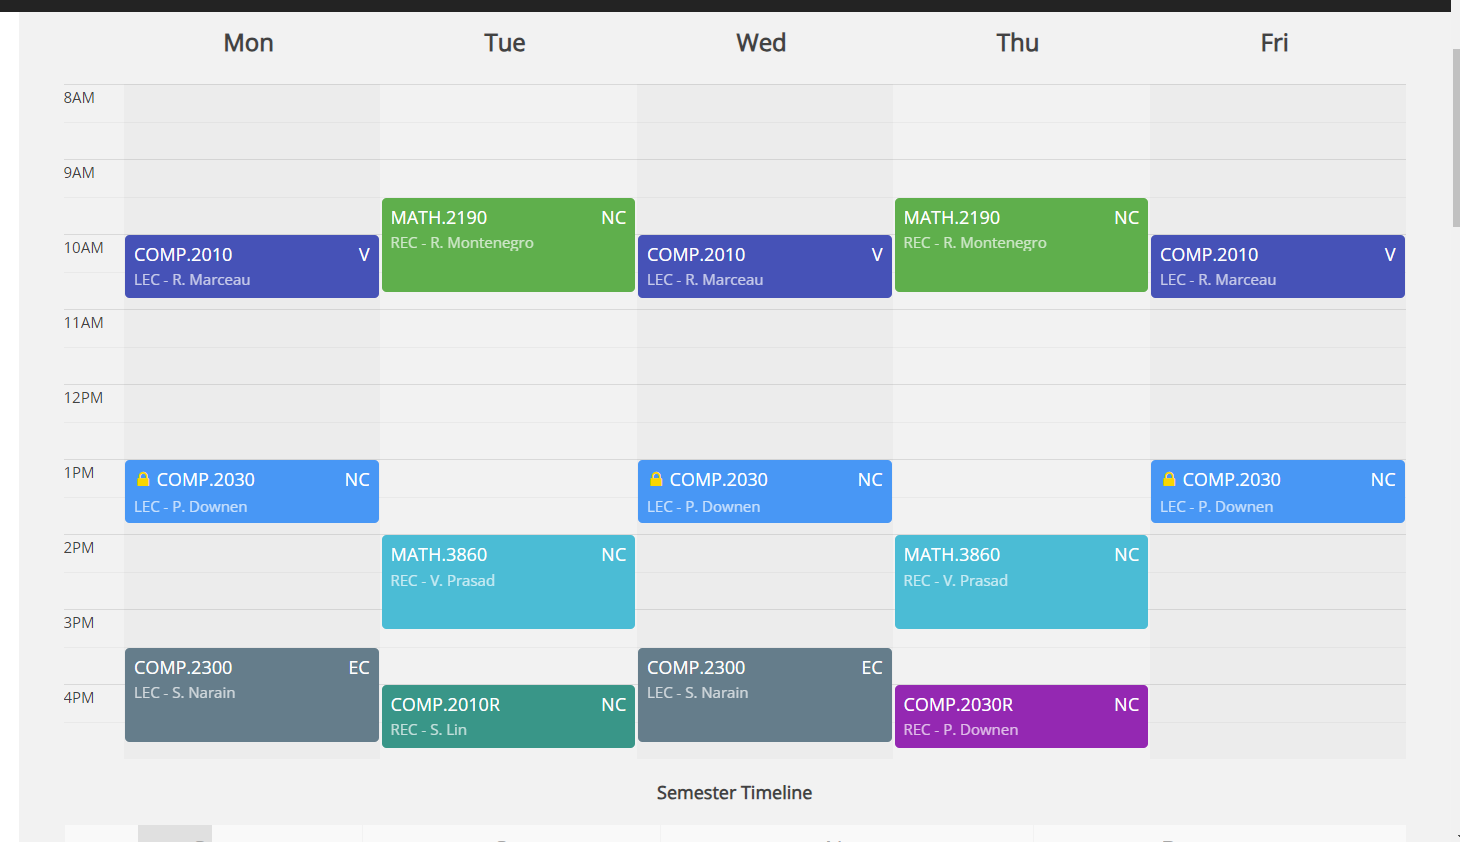 Mon Tue Wed Thu Fri
8AM
9AM
MATH.2190 NC MATH.2190 NC
REC - R. Montenegro REC - R. Montenegro
10AM
COMP.2010 V COMP.2010 V COMP.2010 V
LEC - R. Marceau LEC - R. Marceau LEC - R. Marceau
11AM
12PM
1PM
COMP.2030 NC COMP.2030 NC COMP.2030 NC
LEC - P. Downen LEC - P. Downen LEC - P. Downen
2PM
MATH.3860 NC MATH.3860 NC
REC - V. Prasad REC - V. Prasad
3PM
COMP.2300 EC COMP.2300 EC
LEC - S. Narain LEC - S. Narain
4PM
COMP.2010R NC COMP.2030R NC
REC - S. Lin REC - P. Downen
Semester Timeline